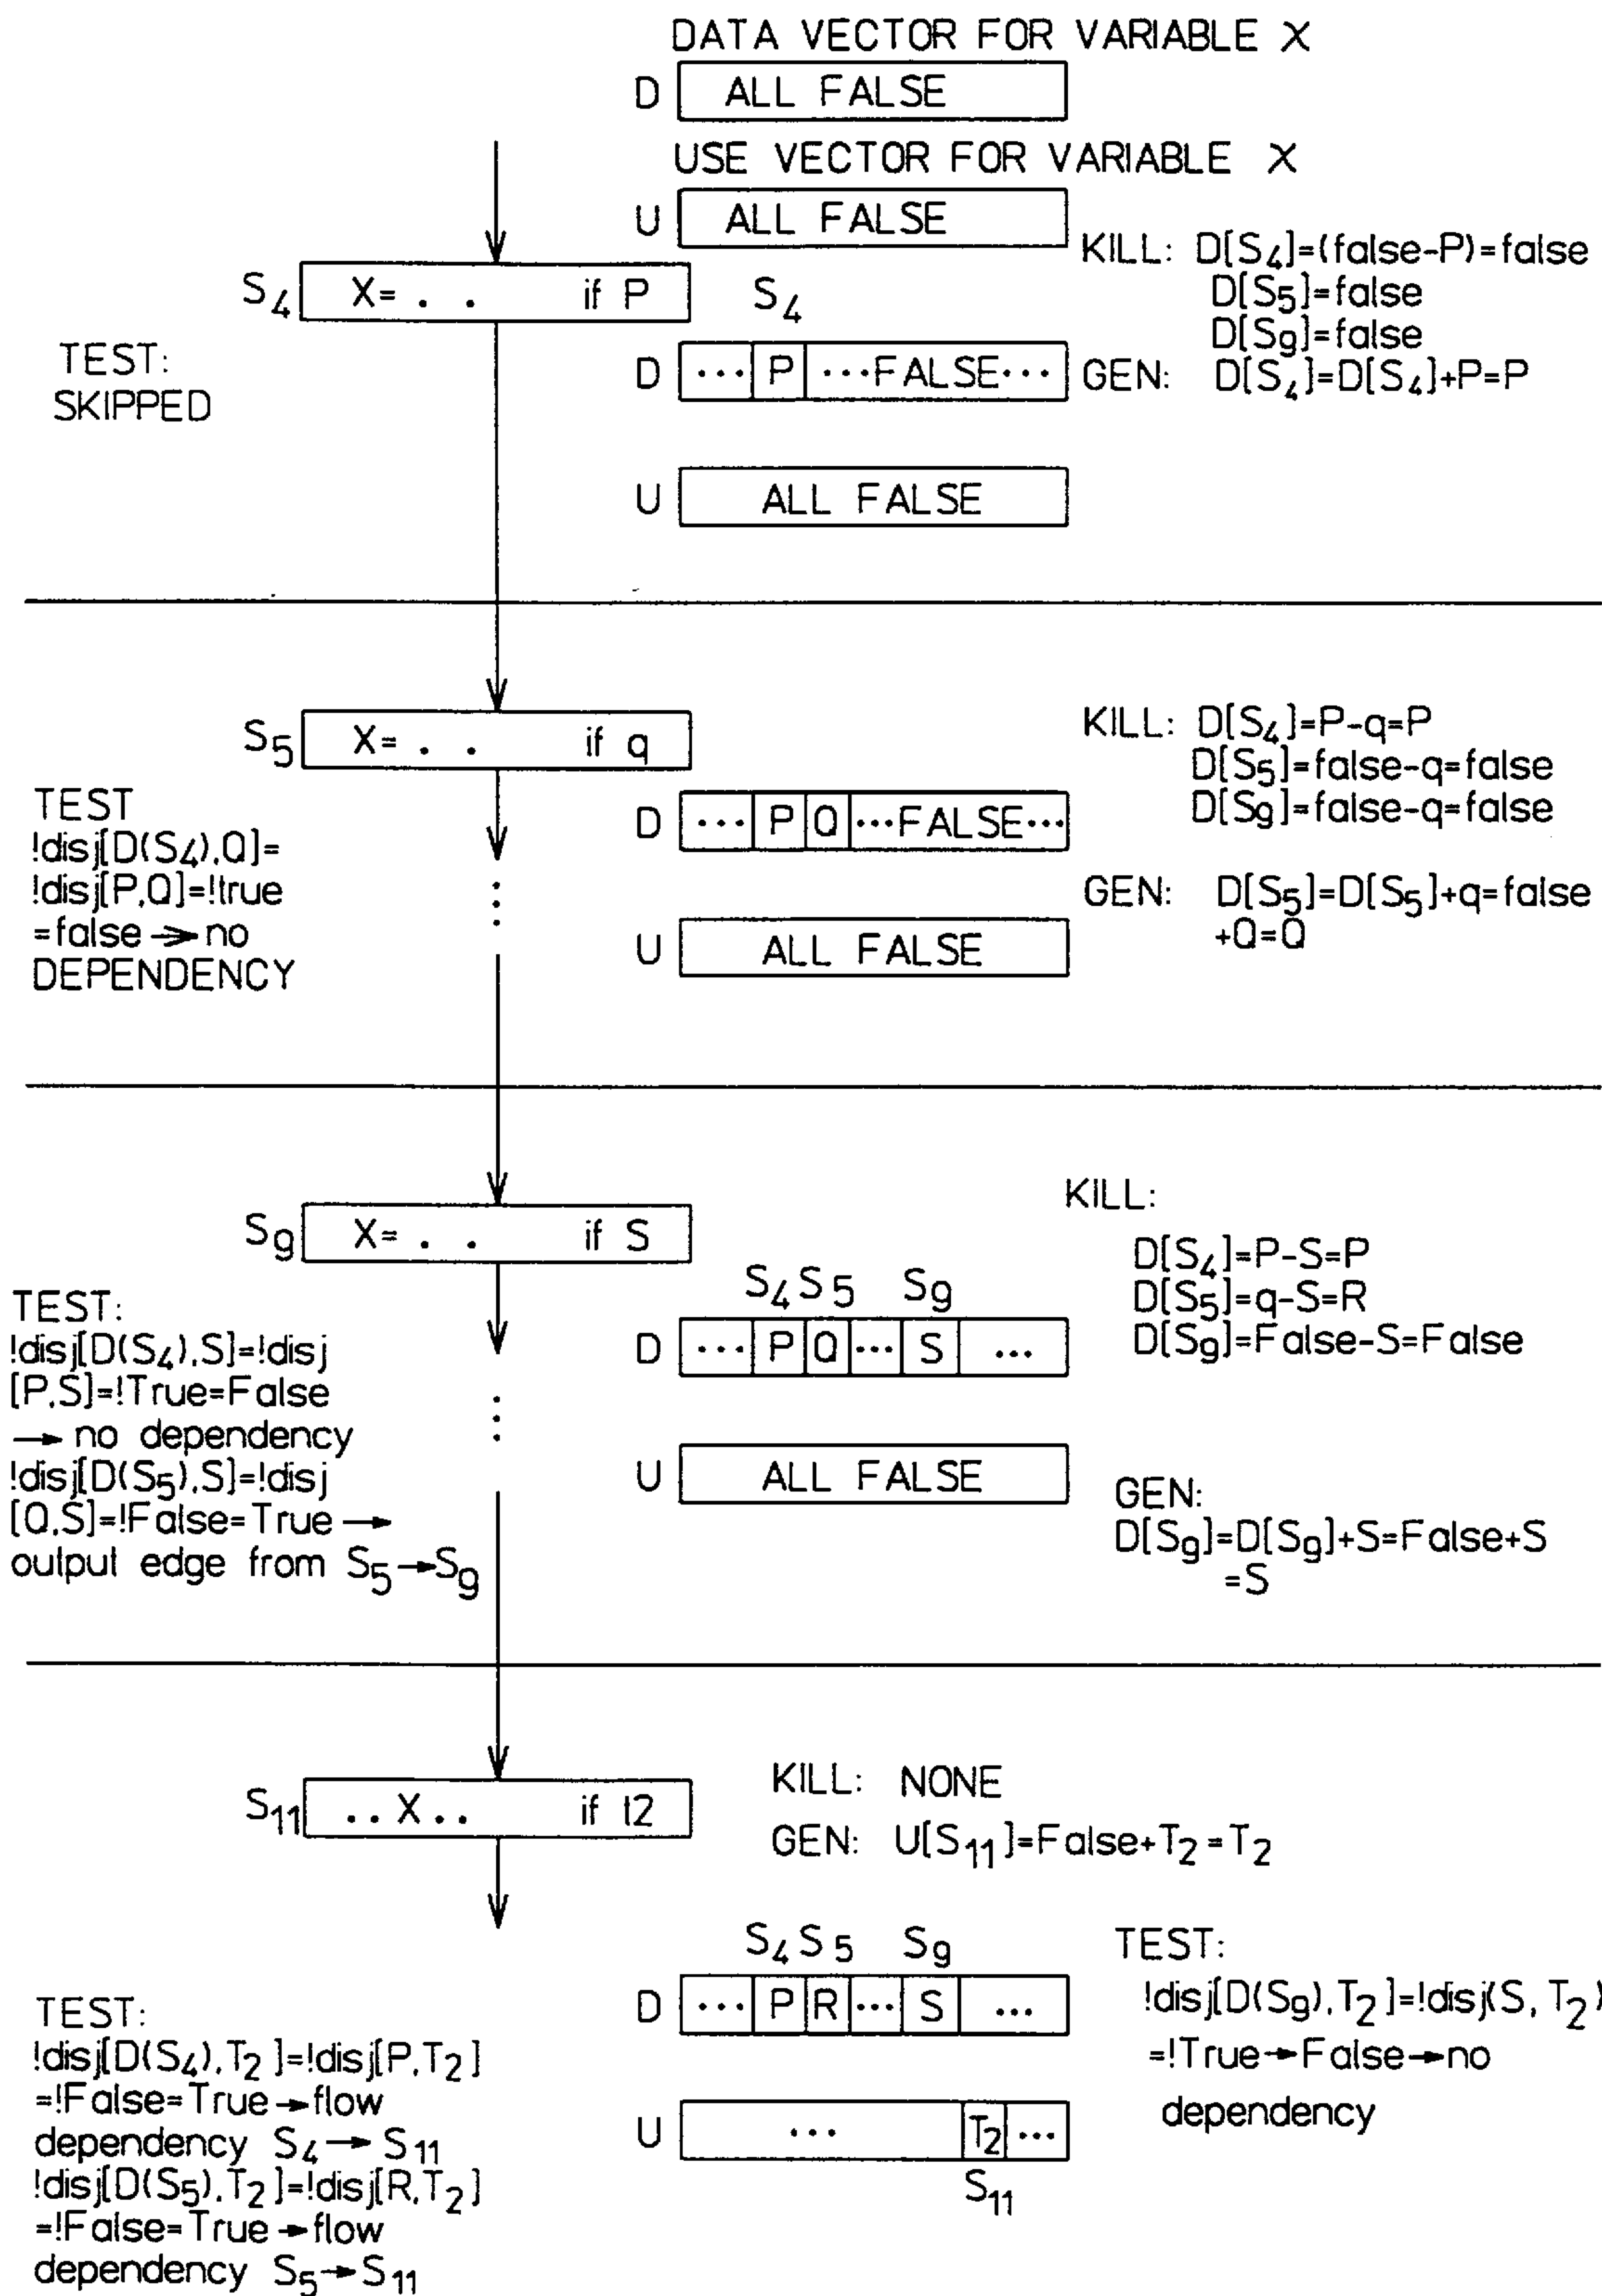 DATA VECTOR FOR VARIABLE X
D ALL FALSE
USE VECTOR FOR VARIABLE X
U ALL FALSE
S4 X= . . if P
S4
KILL: D[S4]=(false-P)=false
D[S5]=false
D[S9]=false
TEST:
SKIPPED
D ... P ...FALSE...
GEN: D[S4]=D[S4]+P=P
U ALL FALSE
S5 X= . . if q
KILL: D[S4]=P-q=P
D[S5]=false-q=false
D[S9]=false-q=false
TEST
!disj[D(S4),Q]=
!disj[P,Q]=!true
=false → no
DEPENDENCY
D ... P Q ...FALSE...
GEN: D[S5]=D[S5]+q=false
+Q=Q
U ALL FALSE
S9 X= . . if S
KILL:
D[S4]=P-S=P
D[S5]=q-S=R
D[S9]=False-S=False
TEST:
!disj[D(S4),S]=!disj
[P,S]=!True=False
→ no dependency
!disj[D(S5),S]=!disj
[Q,S]=!False=True →
output edge from S5→S9
S4 S5 S9
D ... P Q ... S ...
U ALL FALSE
GEN:
D[S9]=D[S9]+S=False+S
=S
S11 . . X . . if t2
KILL: NONE
GEN: U[S11]=False+T2=T2
TEST:
!disj[D(S4),T2]=!disj[P,T2]
=!False=True→flow
dependency S4→S11
!disj[D(S5),T2]=!disj[R,T2]
=!False=True→flow
dependency S5→S11
S4 S5 S9
D ... P R ... S ...
U ... T2 ...
S11
TEST:
!disj[D(S9),T2]=!disj(S, T2)
=!True→False→no
dependency